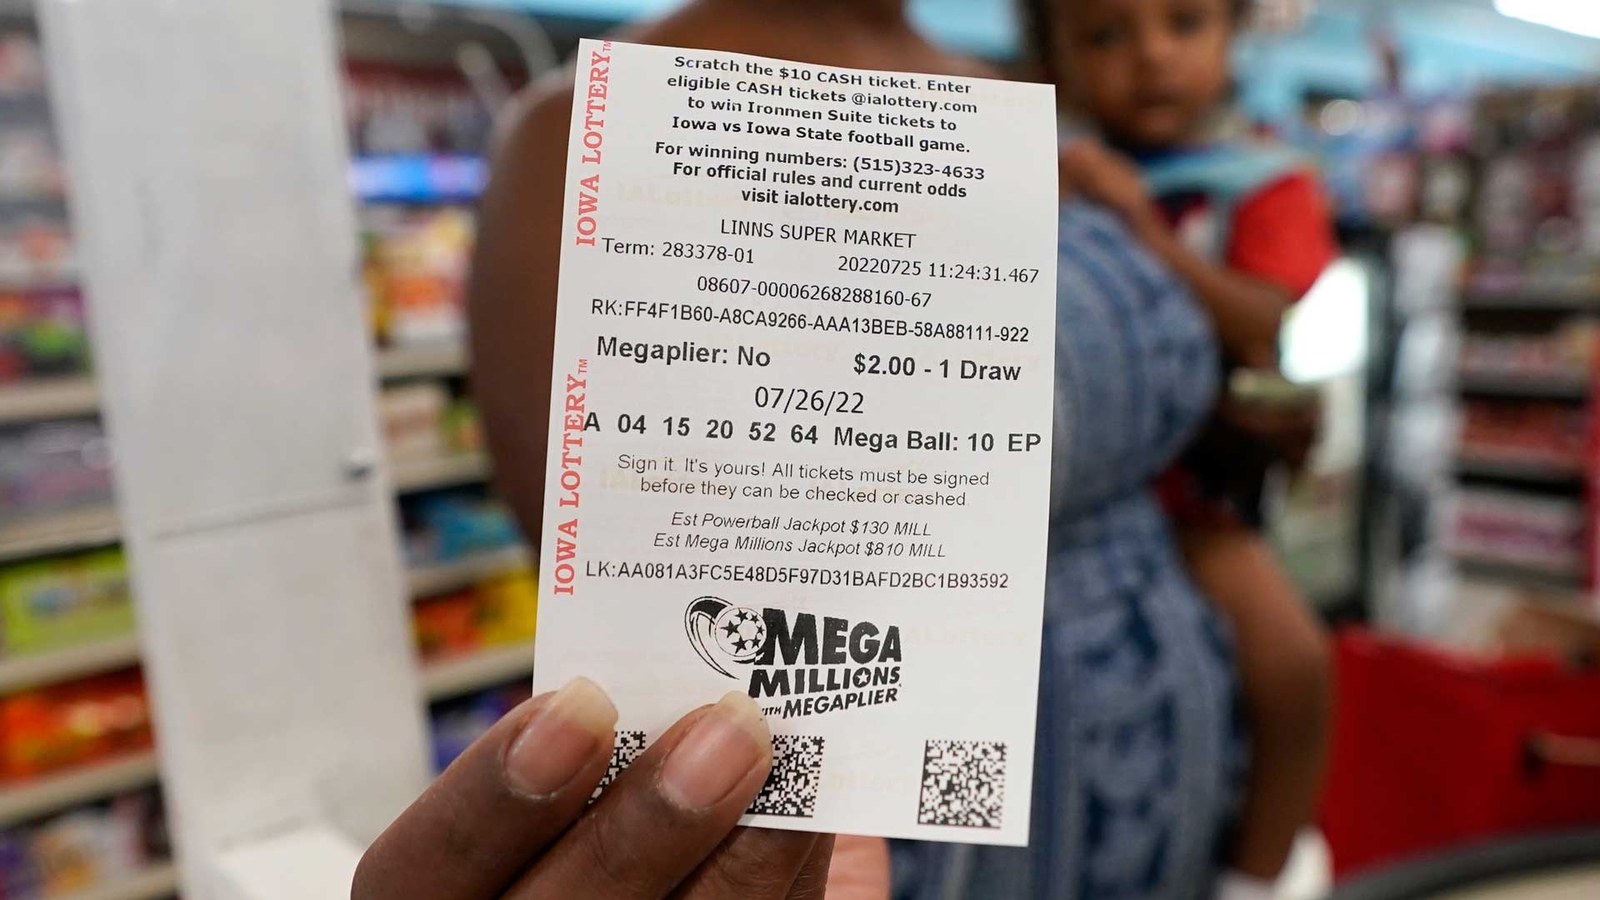 IOWA LOTTERY™
Scratch the $10 CASH ticket. Enter
eligible CASH tickets @ialottery.com
to win Ironmen Suite tickets to
Iowa vs Iowa State football game.
For winning numbers: (515)323-4633
For official rules and current odds
visit ialottery.com
LINNS SUPER MARKET
Term: 283378-01 20220725 11:24:31.467
08607-00006268288160-67
RK:FF4F1B60-A8CA9266-AAA13BEB-58A88111-922
Megaplier: No $2.00 - 1 Draw
07/26/22
A 04 15 20 52 64 Mega Ball: 10 EP
IOWA LOTTERY™
Sign it. It's yours! All tickets must be signed
before they can be checked or cashed.
Est Powerball Jackpot $130 MILL
Est Mega Millions Jackpot $810 MILL
LK:AA081A3FC5E48D5F97D31BAFD2BC1B93592
MEGA
MILLIONS
WITH MEGAPLIER